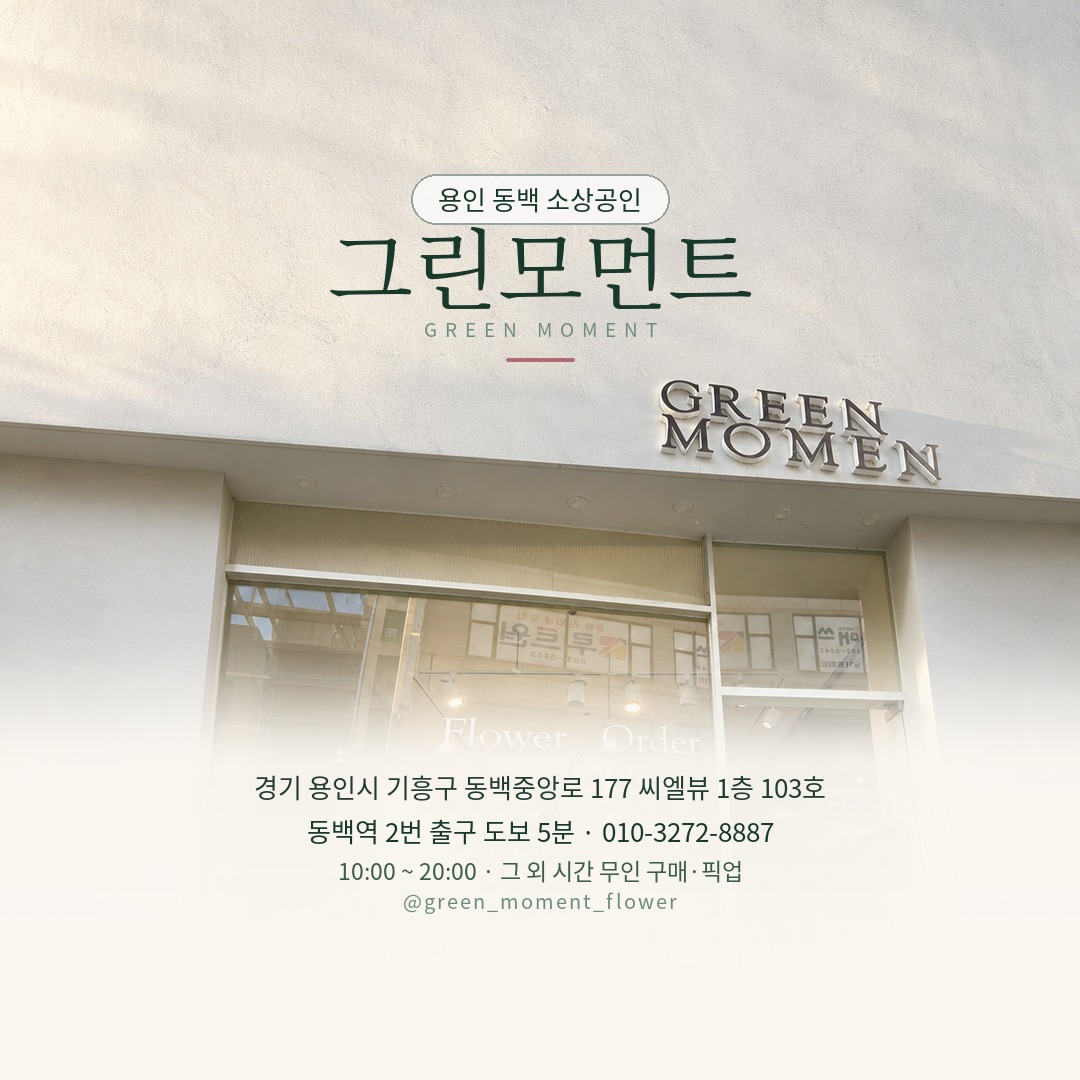 용인 동백 소상공인
그린모먼트
GREEN MOMENT
GREEN
MOMEN
Flower Order
경기 용인시 기흥구 동백중앙로 177 씨엘뷰 1층 103호
동백역 2번 출구 도보 5분 · 010-3272-8887
10:00 ~ 20:00 · 그 외 시간 무인 구매·픽업
@green_moment_flower